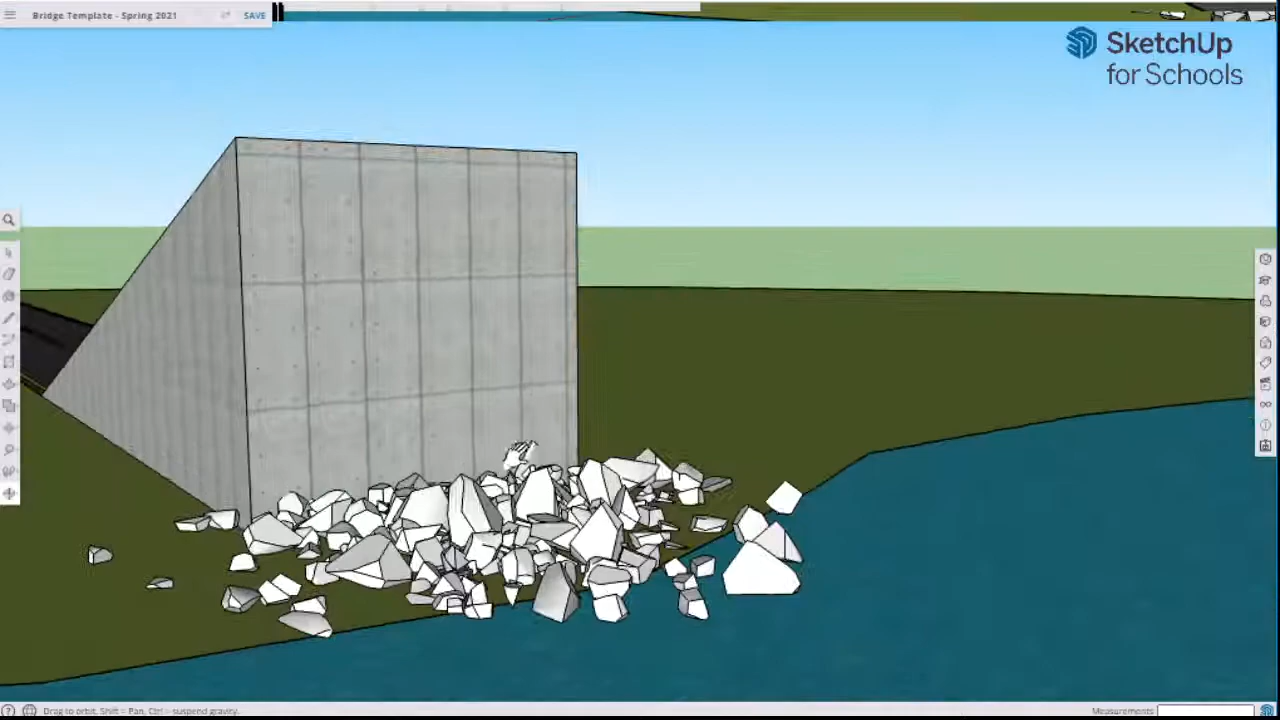 Bridge Template - Spring 2021
SAVE
SketchUp
for Schools
Drag to orbit, Shift = Pan, Ctrl = suspend gravity.
Measurements